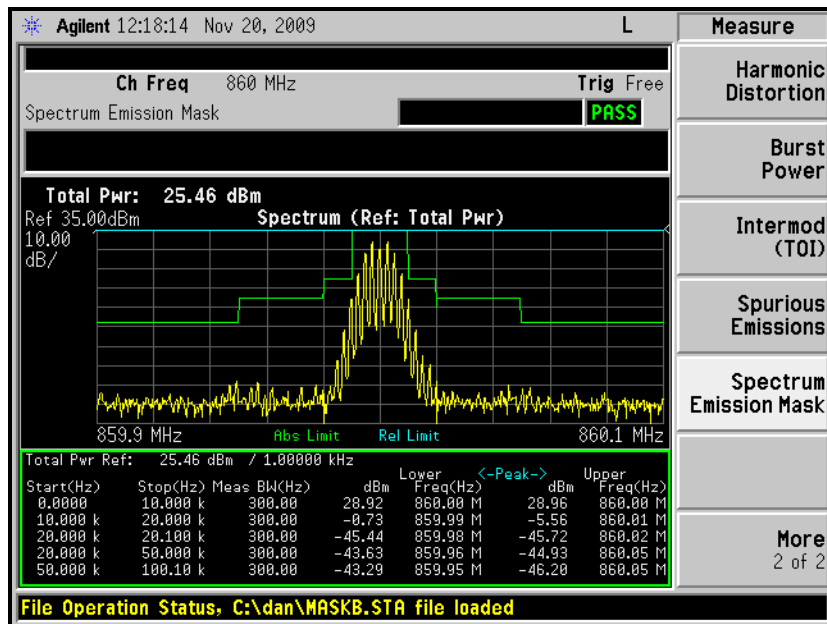 Agilent 12:18:14 Nov 20, 2009 L
Measure
Ch Freq 860 MHz Trig Free
Spectrum Emission Mask PASS
Total Pwr: 25.46 dBm
Ref 35.00dBm Spectrum (Ref: Total Pwr)
10.00
dB/
859.9 MHz Abs Limit Rel Limit 860.1 MHz
Total Pwr Ref: 25.46 dBm / 1.00000 kHz
Lower <-Peak-> Upper
Start(Hz) Stop(Hz) Meas BW(Hz) dBm Freq(Hz) dBm Freq(Hz)
0.0000 10.000 k 300.00 28.92 860.00 M 28.96 860.00 M
10.000 k 20.000 k 300.00 -0.73 859.99 M -5.56 860.01 M
20.000 k 20.100 k 300.00 -45.44 859.98 M -45.72 860.02 M
20.000 k 50.000 k 300.00 -43.63 859.96 M -44.93 860.05 M
50.000 k 100.10 k 300.00 -43.29 859.95 M -46.20 860.05 M
File Operation Status, C:\dan\MASKB.STA file loaded
Harmonic
Distortion
Burst
Power
Intermod
(TOI)
Spurious
Emissions
Spectrum
Emission Mask
More
2 of 2